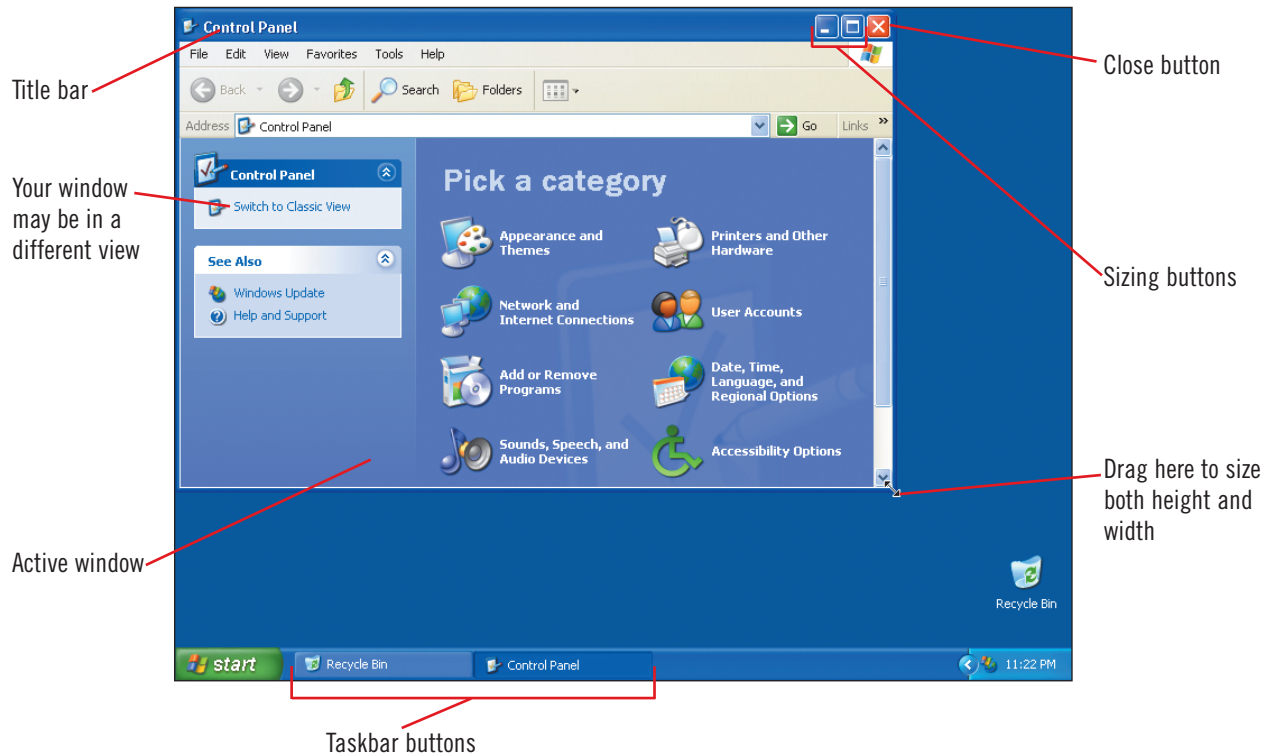 Control Panel
File Edit View Favorites Tools Help
Back Search Folders
Address Control Panel Go Links »
Control Panel
Switch to Classic View
See Also
Windows Update
Help and Support
Pick a category
Appearance and
Themes
Printers and Other
Hardware
Network and
Internet Connections
User Accounts
Add or Remove
Programs
Date, Time,
Language, and
Regional Options
Sounds, Speech, and
Audio Devices
Accessibility Options
Recycle Bin
start Recycle Bin Control Panel 11:22 PM
Title bar
Your window
may be in a
different view
Active window
Close button
Sizing buttons
Drag here to size
both height and
width
Taskbar buttons